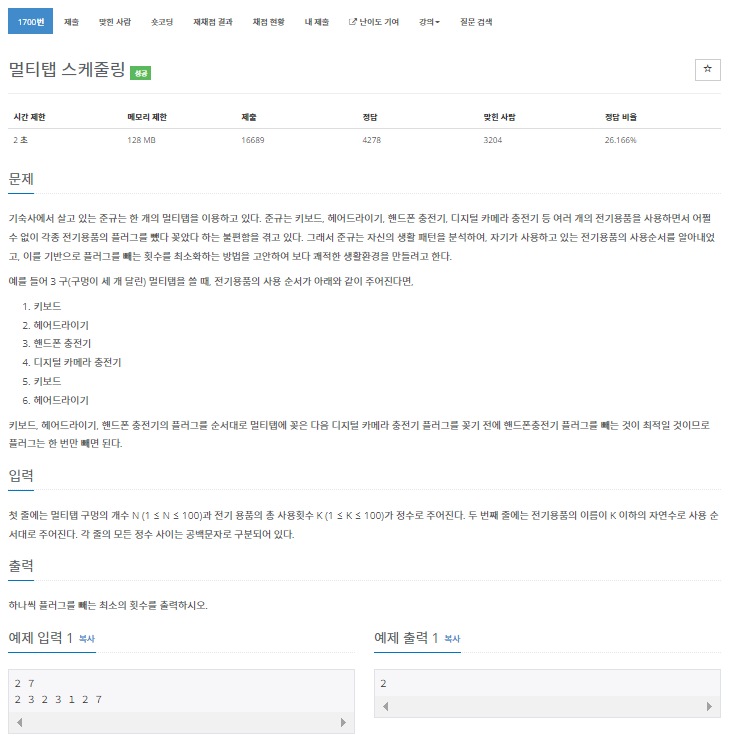 1700번 제출 맞힌 사람 숏코딩 재채점 결과 채점 현황 내 제출 난이도 기여 강의 질문 검색
멀티탭 스케줄링 성공
시간 제한 메모리 제한 제출 정답 맞힌 사람 정답 비율
2 초 128 MB 16689 4278 3204 26.166%
문제
기숙사에서 살고 있는 준규는 한 개의 멀티탭을 이용하고 있다. 준규는 키보드, 헤어드라이기, 핸드폰 충전기, 디지털 카메라 충전기 등 여러 개의 전기용품을 사용하면서 어쩔
수 없이 각종 전기용품의 플러그를 뺐다 꽂았다 하는 불편함을 겪고 있다. 그래서 준규는 자신의 생활 패턴을 분석하여, 자기가 사용하고 있는 전기용품의 사용순서를 알아내었
고, 이를 기반으로 플러그를 빼는 횟수를 최소화하는 방법을 고안하여 보다 쾌적한 생활환경을 만들려고 한다.
예를 들어 3 구(구멍이 세 개 달린) 멀티탭을 쓸 때, 전기용품의 사용 순서가 아래와 같이 주어진다면,
1. 키보드
2. 헤어드라이기
3. 핸드폰 충전기
4. 디지털 카메라 충전기
5. 키보드
6. 헤어드라이기
키보드, 헤어드라이기, 핸드폰 충전기의 플러그를 순서대로 멀티탭에 꽂은 다음 디지털 카메라 충전기 플러그를 꽂기 전에 핸드폰충전기 플러그를 빼는 것이 최적일 것이므로
플러그는 한 번만 빼면 된다.
입력
첫 줄에는 멀티탭 구멍의 개수 N (1 ≤ N ≤ 100)과 전기 용품의 총 사용횟수 K (1 ≤ K ≤ 100)가 정수로 주어진다. 두 번째 줄에는 전기용품의 이름이 K 이하의 자연수로 사용 순
서대로 주어진다. 각 줄의 모든 정수 사이는 공백문자로 구분되어 있다.
출력
하나씩 플러그를 빼는 최소의 횟수를 출력하시오.
예제 입력 1 복사
2 7
2 3 2 3 1 2 7
예제 출력 1 복사
2